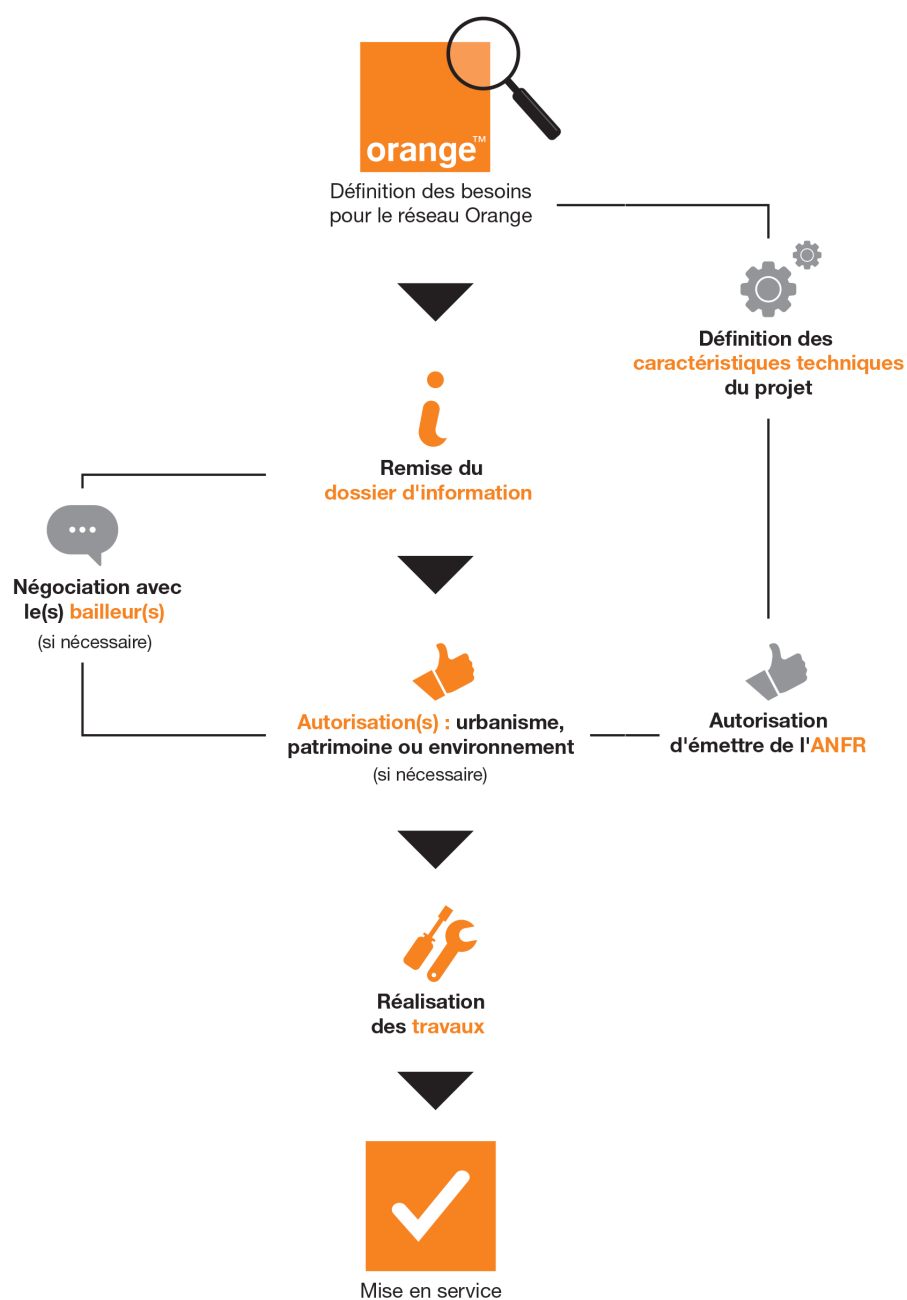 orange™
Définition des besoins
pour le réseau Orange
Définition des
caractéristiques techniques
du projet
Remise du
dossier d'information
Négociation avec
le(s) bailleur(s)
(si nécessaire)
Autorisation(s) : urbanisme,
patrimoine ou environnement
(si nécessaire)
Autorisation
d'émettre de l'ANFR
Réalisation
des travaux
Mise en service